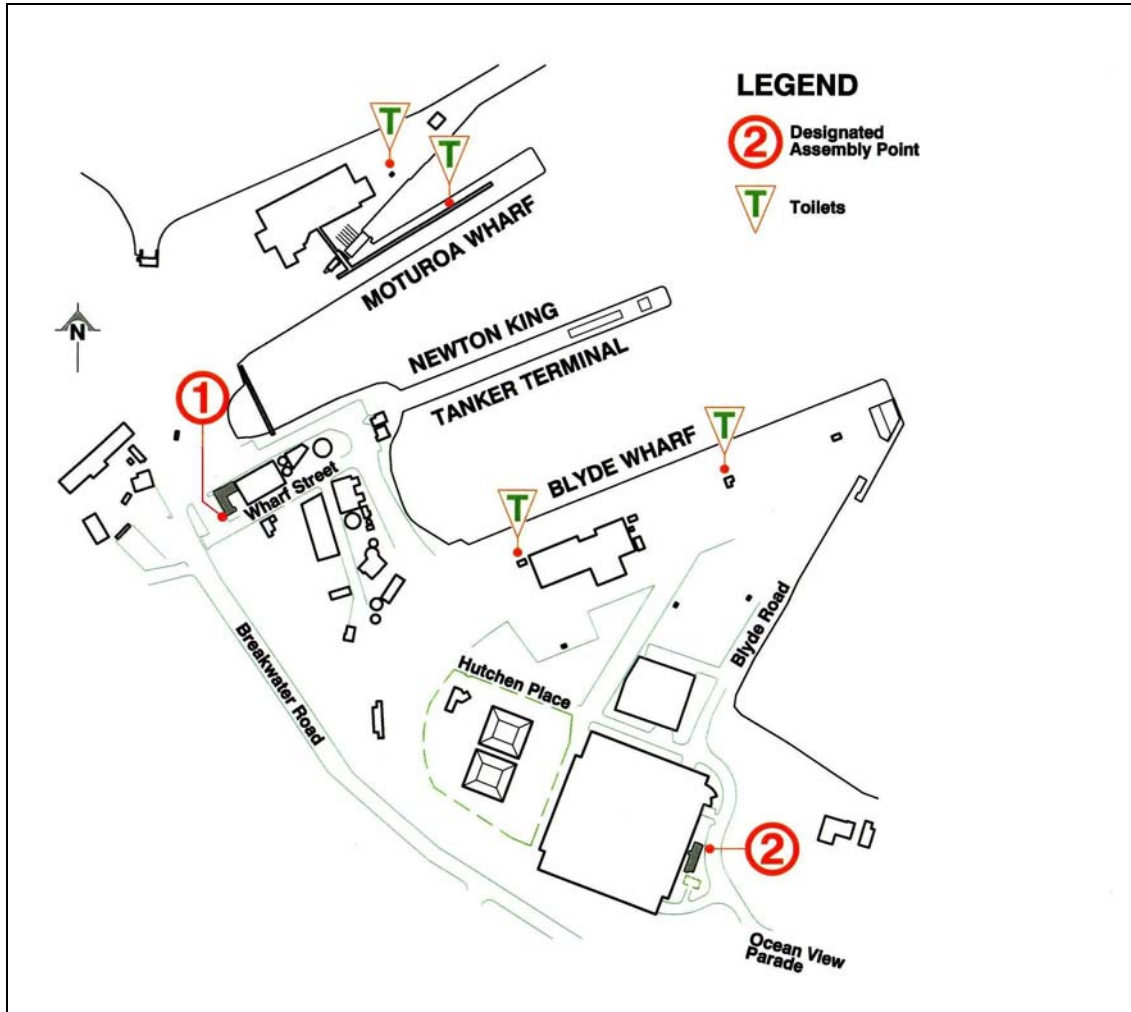 LEGEND
2 Designated
Assembly Point
T Toilets
T
T
MOTUROA WHARF
N
NEWTON KING
TANKER TERMINAL
1
T
BLYDE WHARF
Wharf Street
T
Blyde Road
Breakwater Road
Hutchen Place
2
Ocean View
Parade